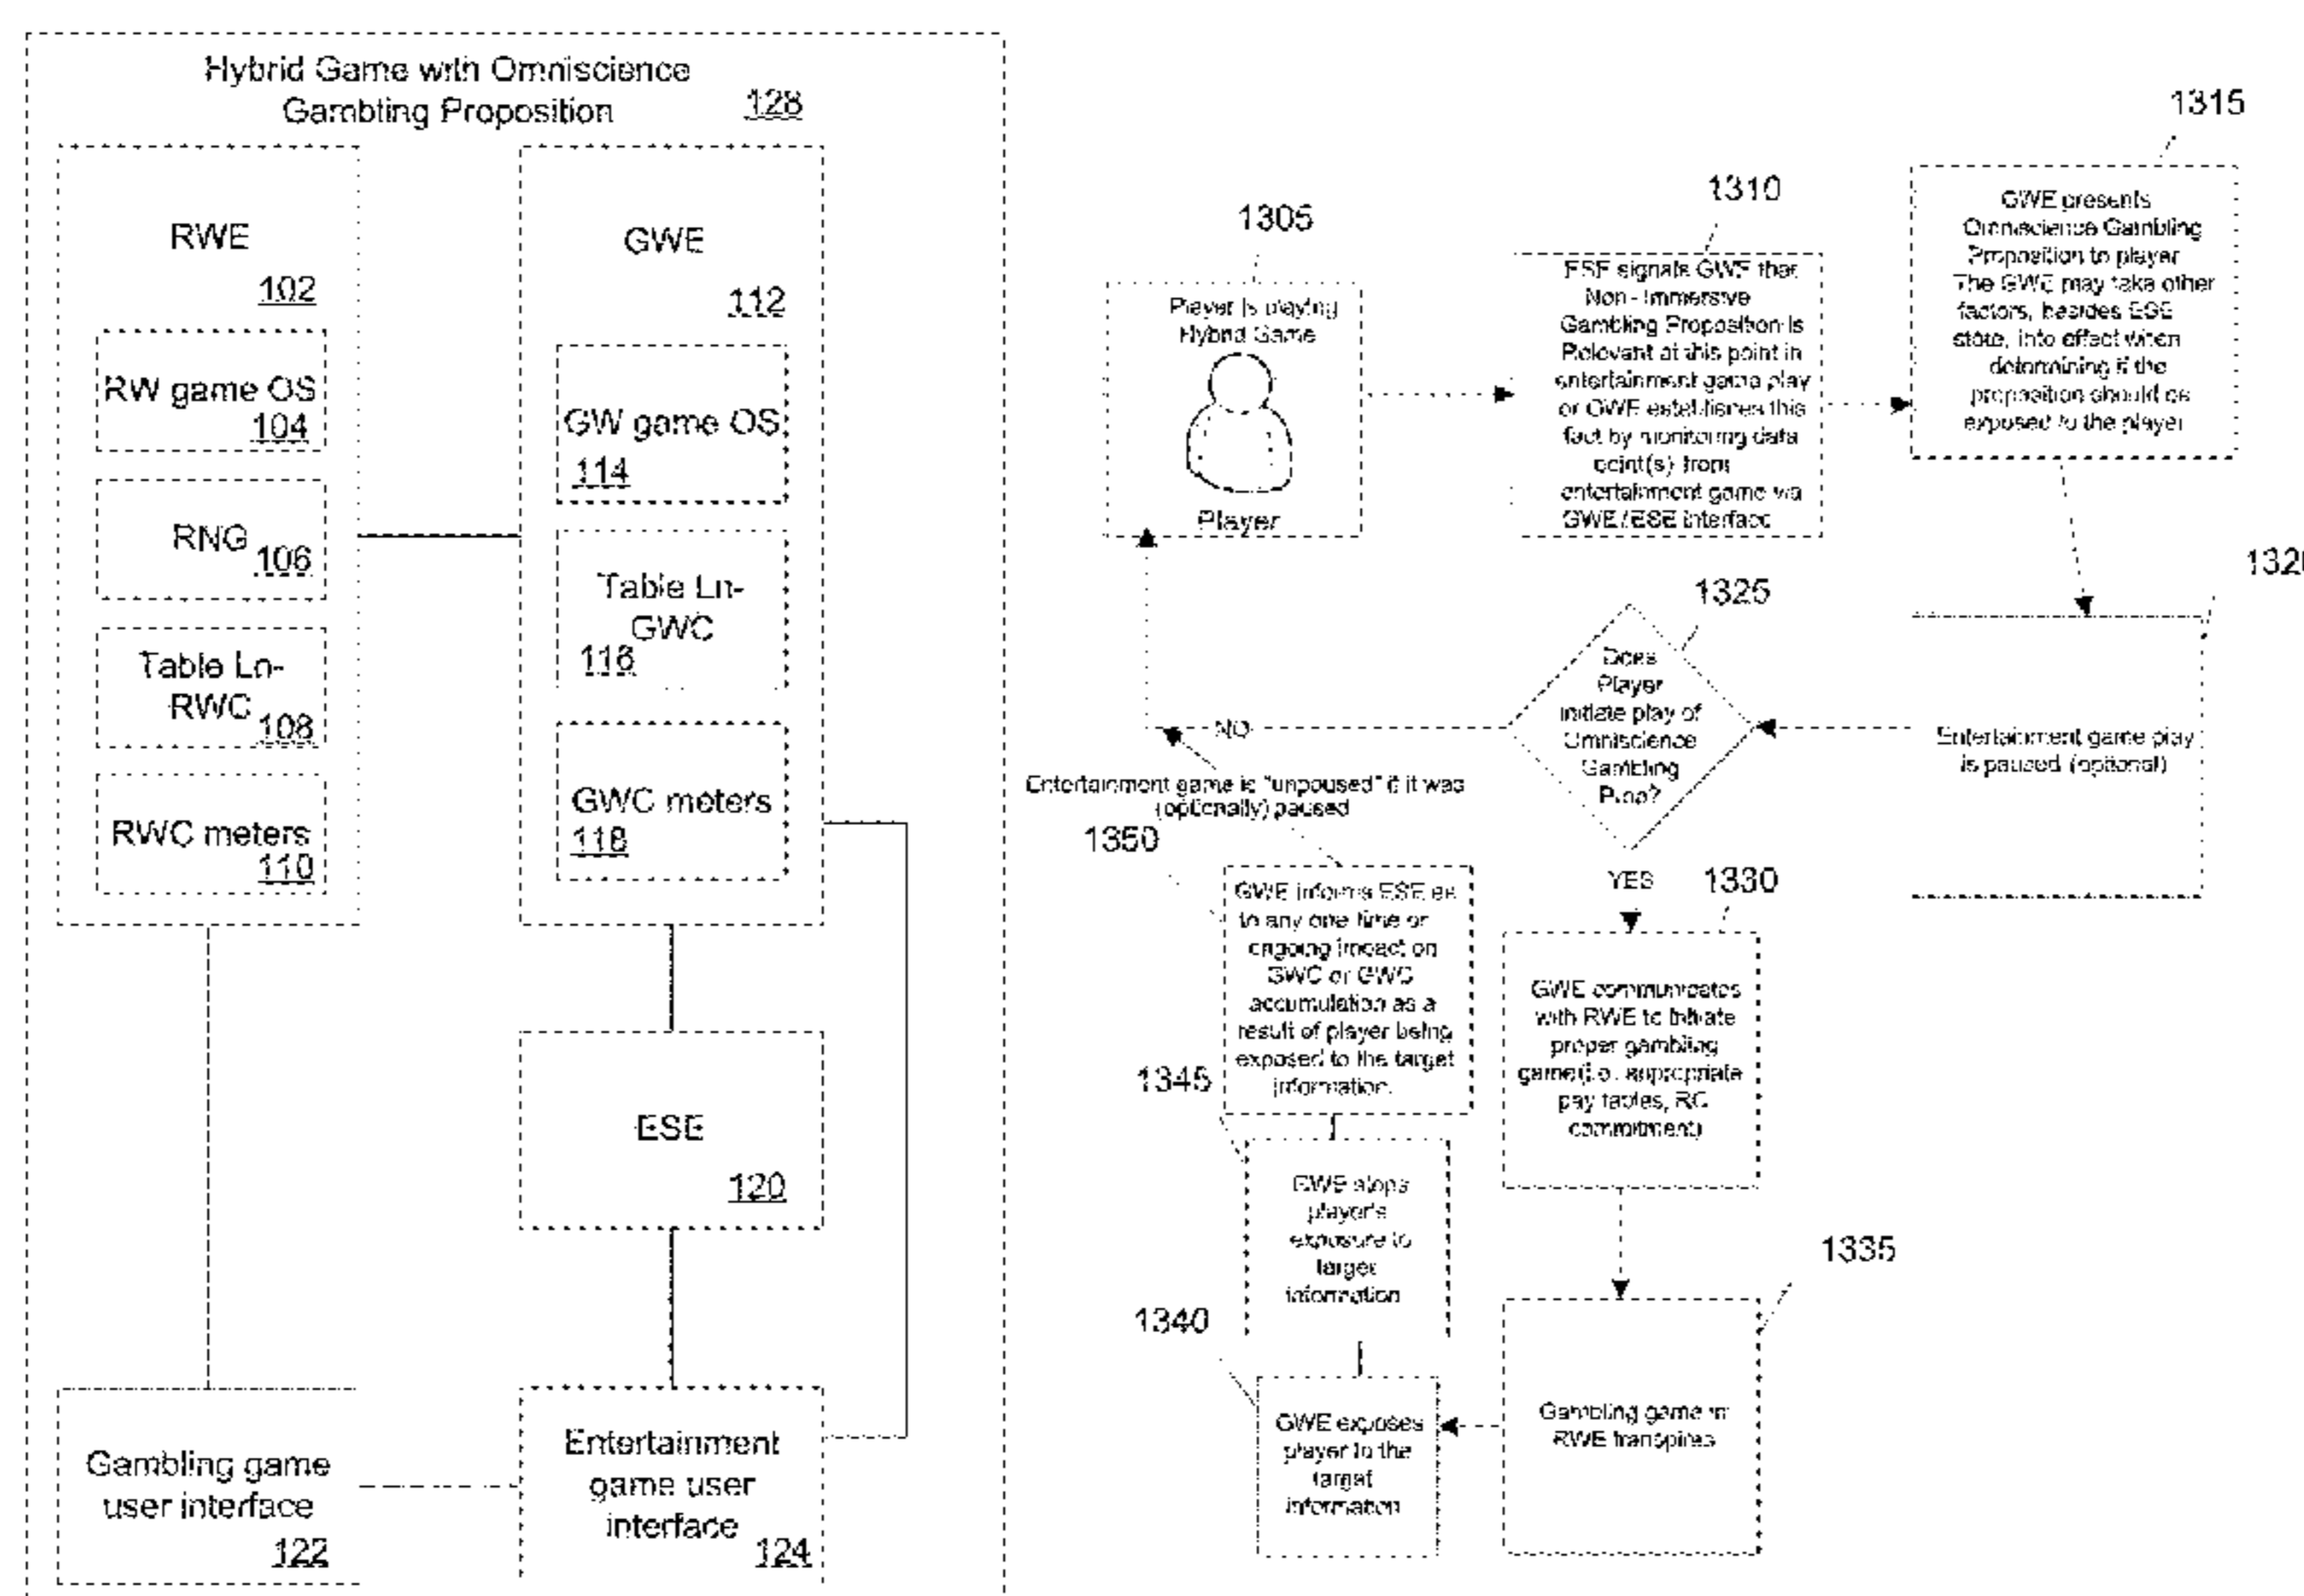 Hybrid Game with Omniscience
Gambling Proposition
128
RWE
102
RW game OS
104
RNG
106
Table Ln-
RWC
108
RWC meters
110
GWE
112
GW game OS
114
Table Ln-
GWC
116
GWC meters
118
ESE
120
Gambling game
user interface
122
Entertainment
game user
interface
124
1305
Player is playing
Hybrid Game
Player
1310
ESE signals GWE that
Non-Immersive
Gambling Proposition is
Relevant at this point in
entertainment game play
or GWE establishes this
fact by monitoring data
point(s) from
entertainment game via
GWE/ESE interface
1315
GWE presents
Omniscience Gambling
Proposition to player
The GWE may take other
factors, besides ESE
state, into effect when
determining if the
proposition should be
exposed to the player
132
Entertainment game play
is paused (optional)
1325
Does
Player
initiate play of
Omniscience
Gambling
Prop?
NO
YES
1330
GWE communicates
with RWE to initiate
proper gambling
game(i.e. appropriate
pay tables, RC
commitment)
1335
Gambling game in
RWE transpires
1340
GWE exposes
player to the
target
information
1345
GWE stops
player's
exposure to
target
information
1350
GWE informs ESE as
to any one time or
ongoing impact on
GWC or GWC
accumulation as a
result of player being
exposed to the target
information.
Entertainment game is "unpaused" if it was
(optionally) paused